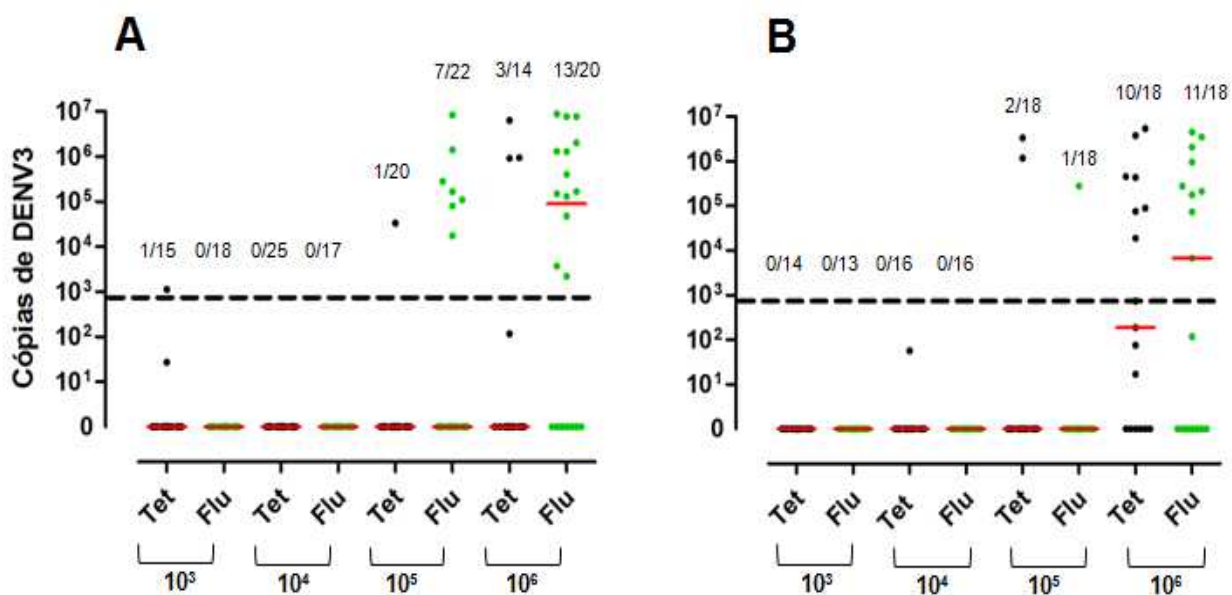 A
7/22 3/14 13/20
1/20
1/15 0/18 0/25 0/17
Cópias de DENV3
10⁷
10⁶
10⁵
10⁴
10³
10²
10¹
0
Tet Flu Tet Flu Tet Flu Tet Flu
10³ 10⁴ 10⁵ 10⁶
B
10/18 11/18
2/18
1/18
0/14 0/13 0/16 0/16
10⁷
10⁶
10⁵
10⁴
10³
10²
10¹
0
Tet Flu Tet Flu Tet Flu Tet Flu
10³ 10⁴ 10⁵ 10⁶